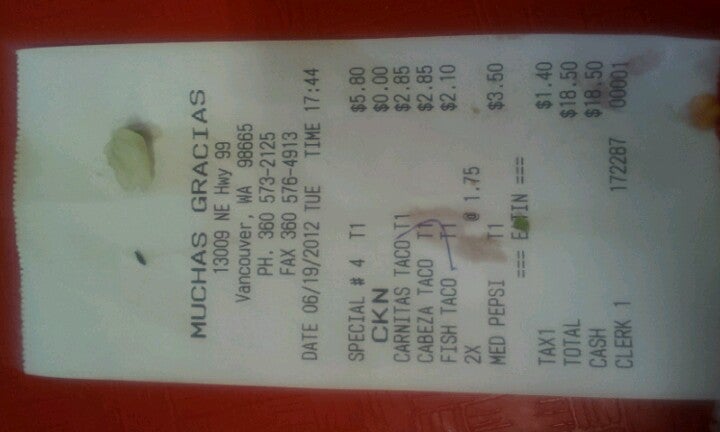 MUCHAS GRACIAS
13009 NE Hwy 99
Vancouver, WA 98665
PH. 360 573-2125
FAX 360 576-4913
DATE 06/19/2012 TUE TIME 17:44
SPECIAL # 4 T1 $5.80
CKN $0.00
CARNITAS TACO T1 $2.85
CABEZA TACO T1 $2.85
FISH TACO T1 $2.10
2X @ 1.75
MED PEPSI T1 $3.50
=== EATIN ===
TAX1 $1.40
TOTAL $18.50
CASH $18.50
CLERK 1 172287 00001